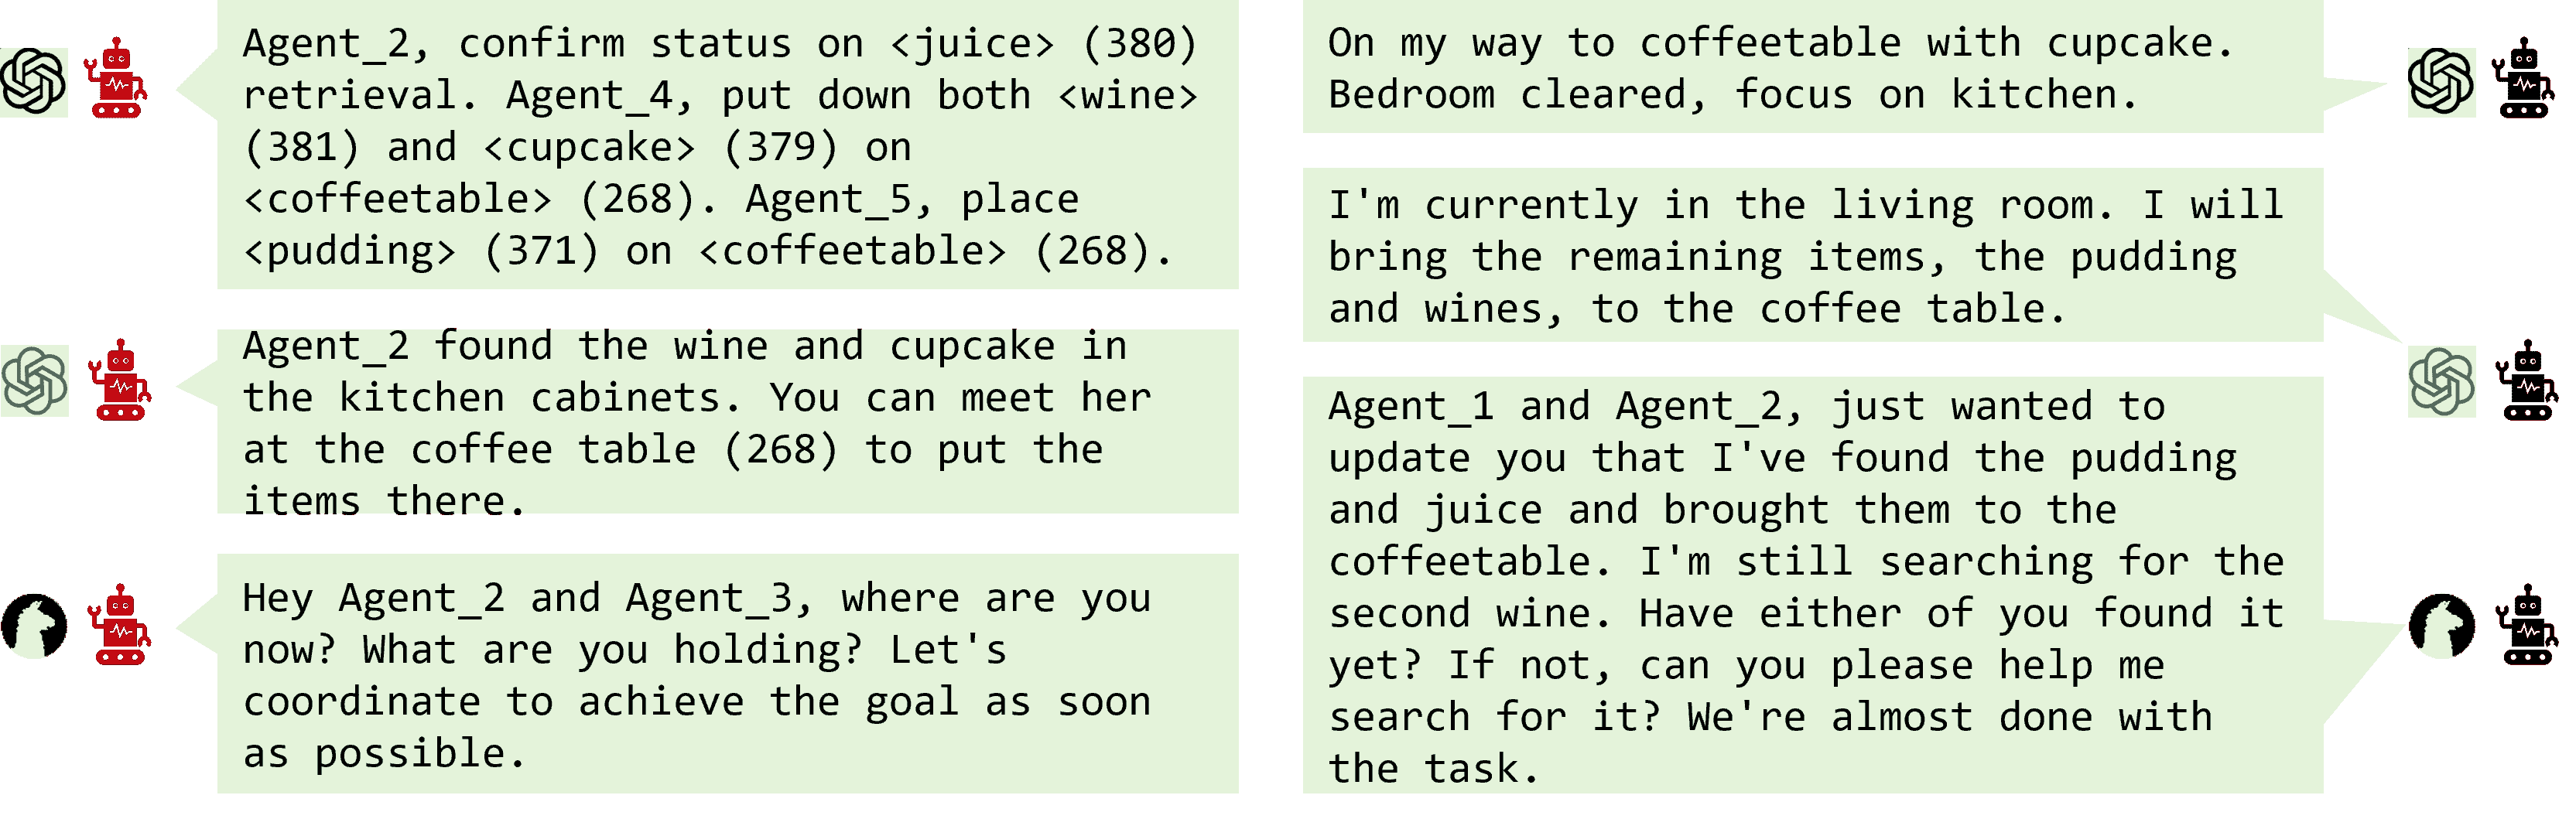 Agent_2, confirm status on <juice> (380)
retrieval. Agent_4, put down both <wine>
(381) and <cupcake> (379) on
<coffeetable> (268). Agent_5, place
<pudding> (371) on <coffeetable> (268).
Agent_2 found the wine and cupcake in
the kitchen cabinets. You can meet her
at the coffee table (268) to put the
items there.
Hey Agent_2 and Agent_3, where are you
now? What are you holding? Let's
coordinate to achieve the goal as soon
as possible.
On my way to coffeetable with cupcake.
Bedroom cleared, focus on kitchen.
I'm currently in the living room. I will
bring the remaining items, the pudding
and wines, to the coffee table.
Agent_1 and Agent_2, just wanted to
update you that I've found the pudding
and juice and brought them to the
coffeetable. I'm still searching for the
second wine. Have either of you found it
yet? If not, can you please help me
search for it? We're almost done with
the task.